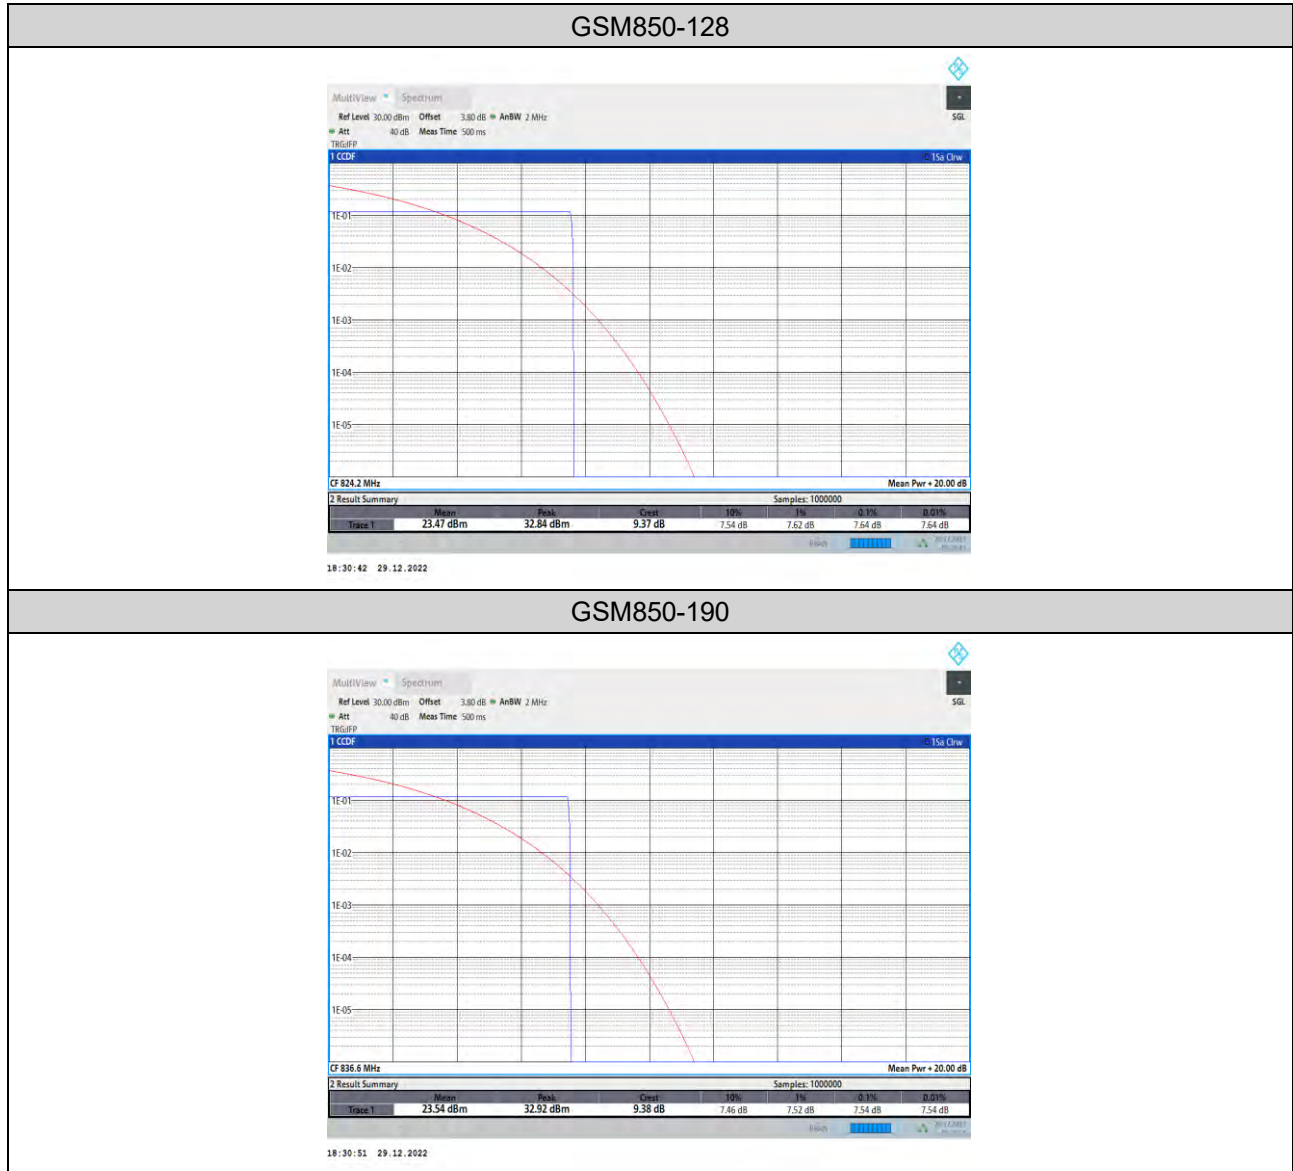 GSM850-128
MultiView Spectrum
Ref Level 30.00 dBm Offset 3.80 dB AnBW 2 MHz SGL
Att 40 dB Meas Time 500 ms
TRG:IFP
1 CCDF 1Sa Clrw
1E-01
1E-02
1E-03
1E-04
1E-05
CF 824.2 MHz Mean Pwr + 20.00 dB
2 Result Summary Samples: 1000000
Mean Peak Crest 10% 1% 0.1% 0.01%
Trace 1 23.47 dBm 32.84 dBm 9.37 dB 7.54 dB 7.62 dB 7.64 dB 7.64 dB
18:30:42 29.12.2022
GSM850-190
MultiView Spectrum
Ref Level 30.00 dBm Offset 3.80 dB AnBW 2 MHz SGL
Att 40 dB Meas Time 500 ms
TRG:IFP
1 CCDF 1Sa Clrw
1E-01
1E-02
1E-03
1E-04
1E-05
CF 836.6 MHz Mean Pwr + 20.00 dB
2 Result Summary Samples: 1000000
Mean Peak Crest 10% 1% 0.1% 0.01%
Trace 1 23.54 dBm 32.92 dBm 9.38 dB 7.46 dB 7.52 dB 7.54 dB 7.54 dB
18:30:51 29.12.2022